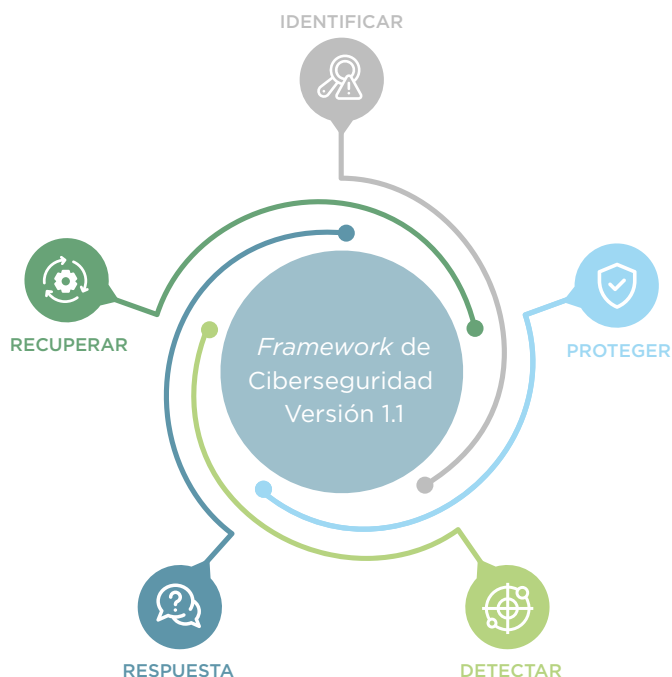 IDENTIFICAR
PROTEGER
DETECTAR
RESPUESTA
RECUPERAR
Framework de
Ciberseguridad
Versión 1.1